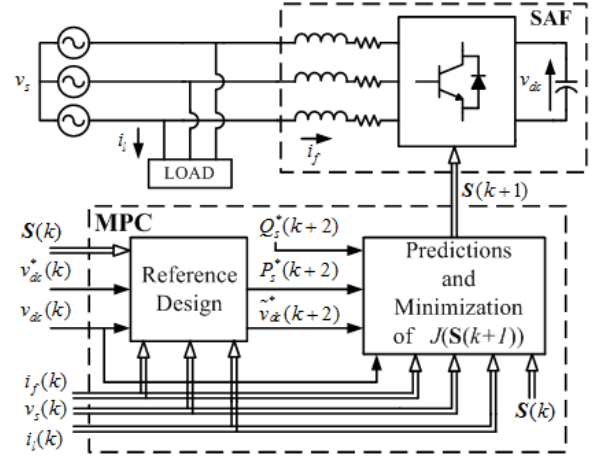 SAF
v_s
v_dc
i_l
i_f
LOAD
S(k+1)
MPC
S(k)
Q_s^*(k+2)
v_dc^*(k)
P_s^*(k+2)
v_dc(k)
ṽ_dc^*(k+2)
Reference
Design
Predictions
and
Minimization
of J(S(k+1))
i_f(k)
v_s(k)
i_l(k)
S(k)